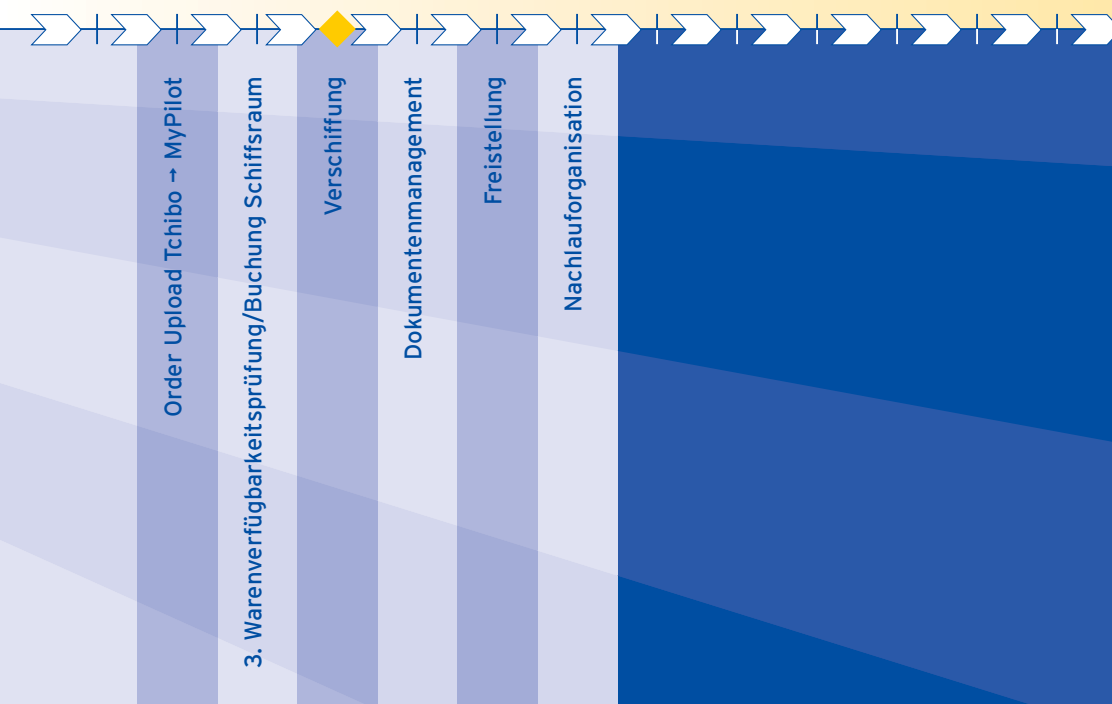 Order Upload Tchibo → MyPilot
3. Warenverfügbarkeitsprüfung/Buchung Schiffsraum
Verschiffung
Dokumentenmanagement
Freistellung
Nachlauforganisation